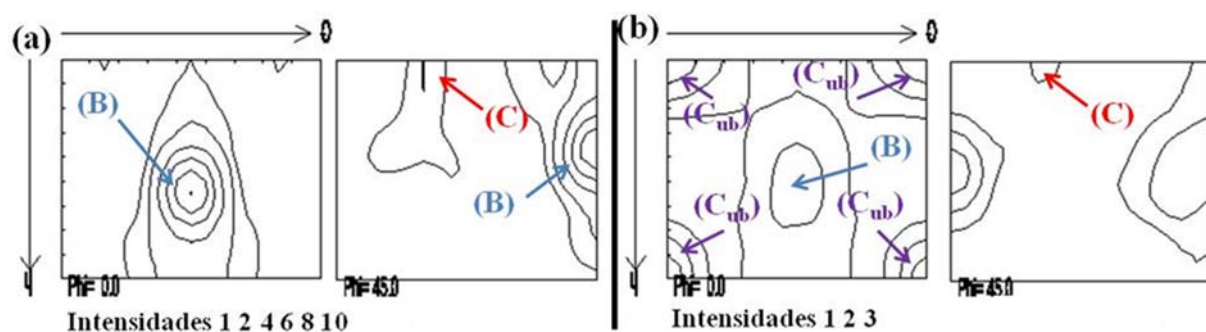 (a)
(B)
(C)
(B)
Phi= 0.0
Phi=45.0
Intensidades 1 2 4 6 8 10
(b)
(Cub)
(Cub)
(C)
(B)
(Cub)
(Cub)
Phi= 0.0
Phi=45.0
Intensidades 1 2 3